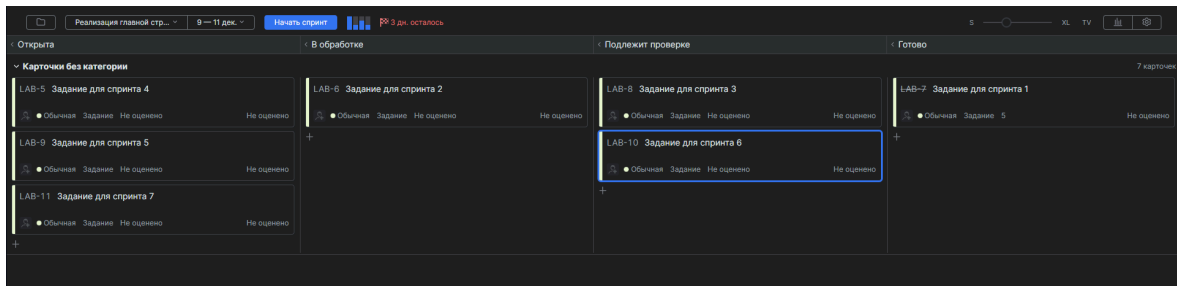 Реализация главной стр... 9 — 11 дек. Начать спринт 3 дн. осталось S XL TV
Открыта В обработке Подлежит проверке Готово
Карточки без категории 7 карточек
LAB-5 Задание для спринта 4
Обычная Задание Не оценено Не оценено
LAB-9 Задание для спринта 5
Обычная Задание Не оценено Не оценено
LAB-11 Задание для спринта 7
Обычная Задание Не оценено Не оценено
LAB-6 Задание для спринта 2
Обычная Задание Не оценено Не оценено
LAB-8 Задание для спринта 3
Обычная Задание Не оценено Не оценено
LAB-10 Задание для спринта 6
Обычная Задание Не оценено Не оценено
LAB-7 Задание для спринта 1
Обычная Задание 5 Не оценено